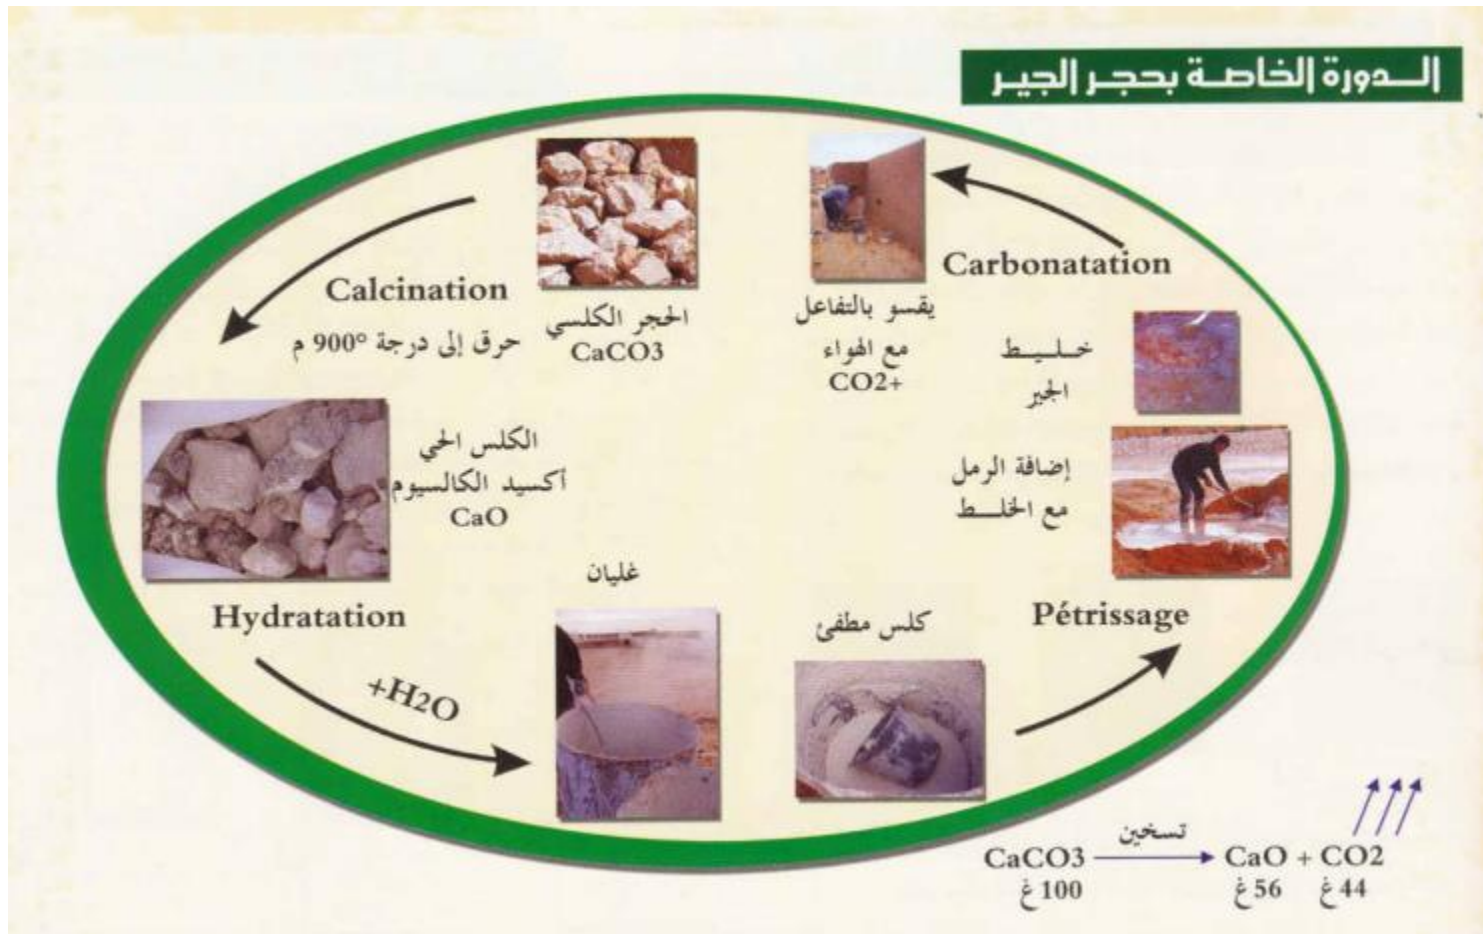 الـدورة الخاصـة بحجـر الجيـر
Calcination
حرق إلى درجة °900 م
الحجر الكلسي
CaCO3
يقسو بالتفاعل
مع الهواء
CO2+
Carbonatation
خـلـيـط
الجير
إضافة الرمل
مع الخلـــط
الكلس الحي
أكسيد الكالسيوم
CaO
Hydratation
+H2O
غليان
كلس مطفئ
Pétrissage
تسخين
CaCO3 CaO + CO2
100 غ 56 غ 44 غ